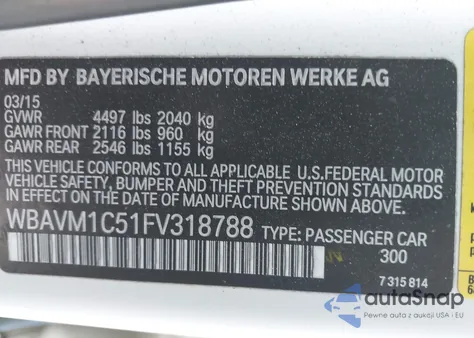 MFD BY BAYERISCHE MOTOREN WERKE AG
03/15
GVWR 4497 lbs 2040 kg
GAWR FRONT 2116 lbs 960 kg
GAWR REAR 2546 lbs 1155 kg
THIS VEHICLE CONFORMS TO ALL APPLICABLE U.S.FEDERAL MOTOR
VEHICLE SAFETY, BUMPER AND THEFT PREVENTION STANDARDS
IN EFFECT ON THE DATE OF MANUFACTURE SHOWN ABOVE.
WBAVM1C51FV318788 TYPE: PASSENGER CAR
300
7 315 814
autoSnap
Pewne auta z aukcji USA i EU